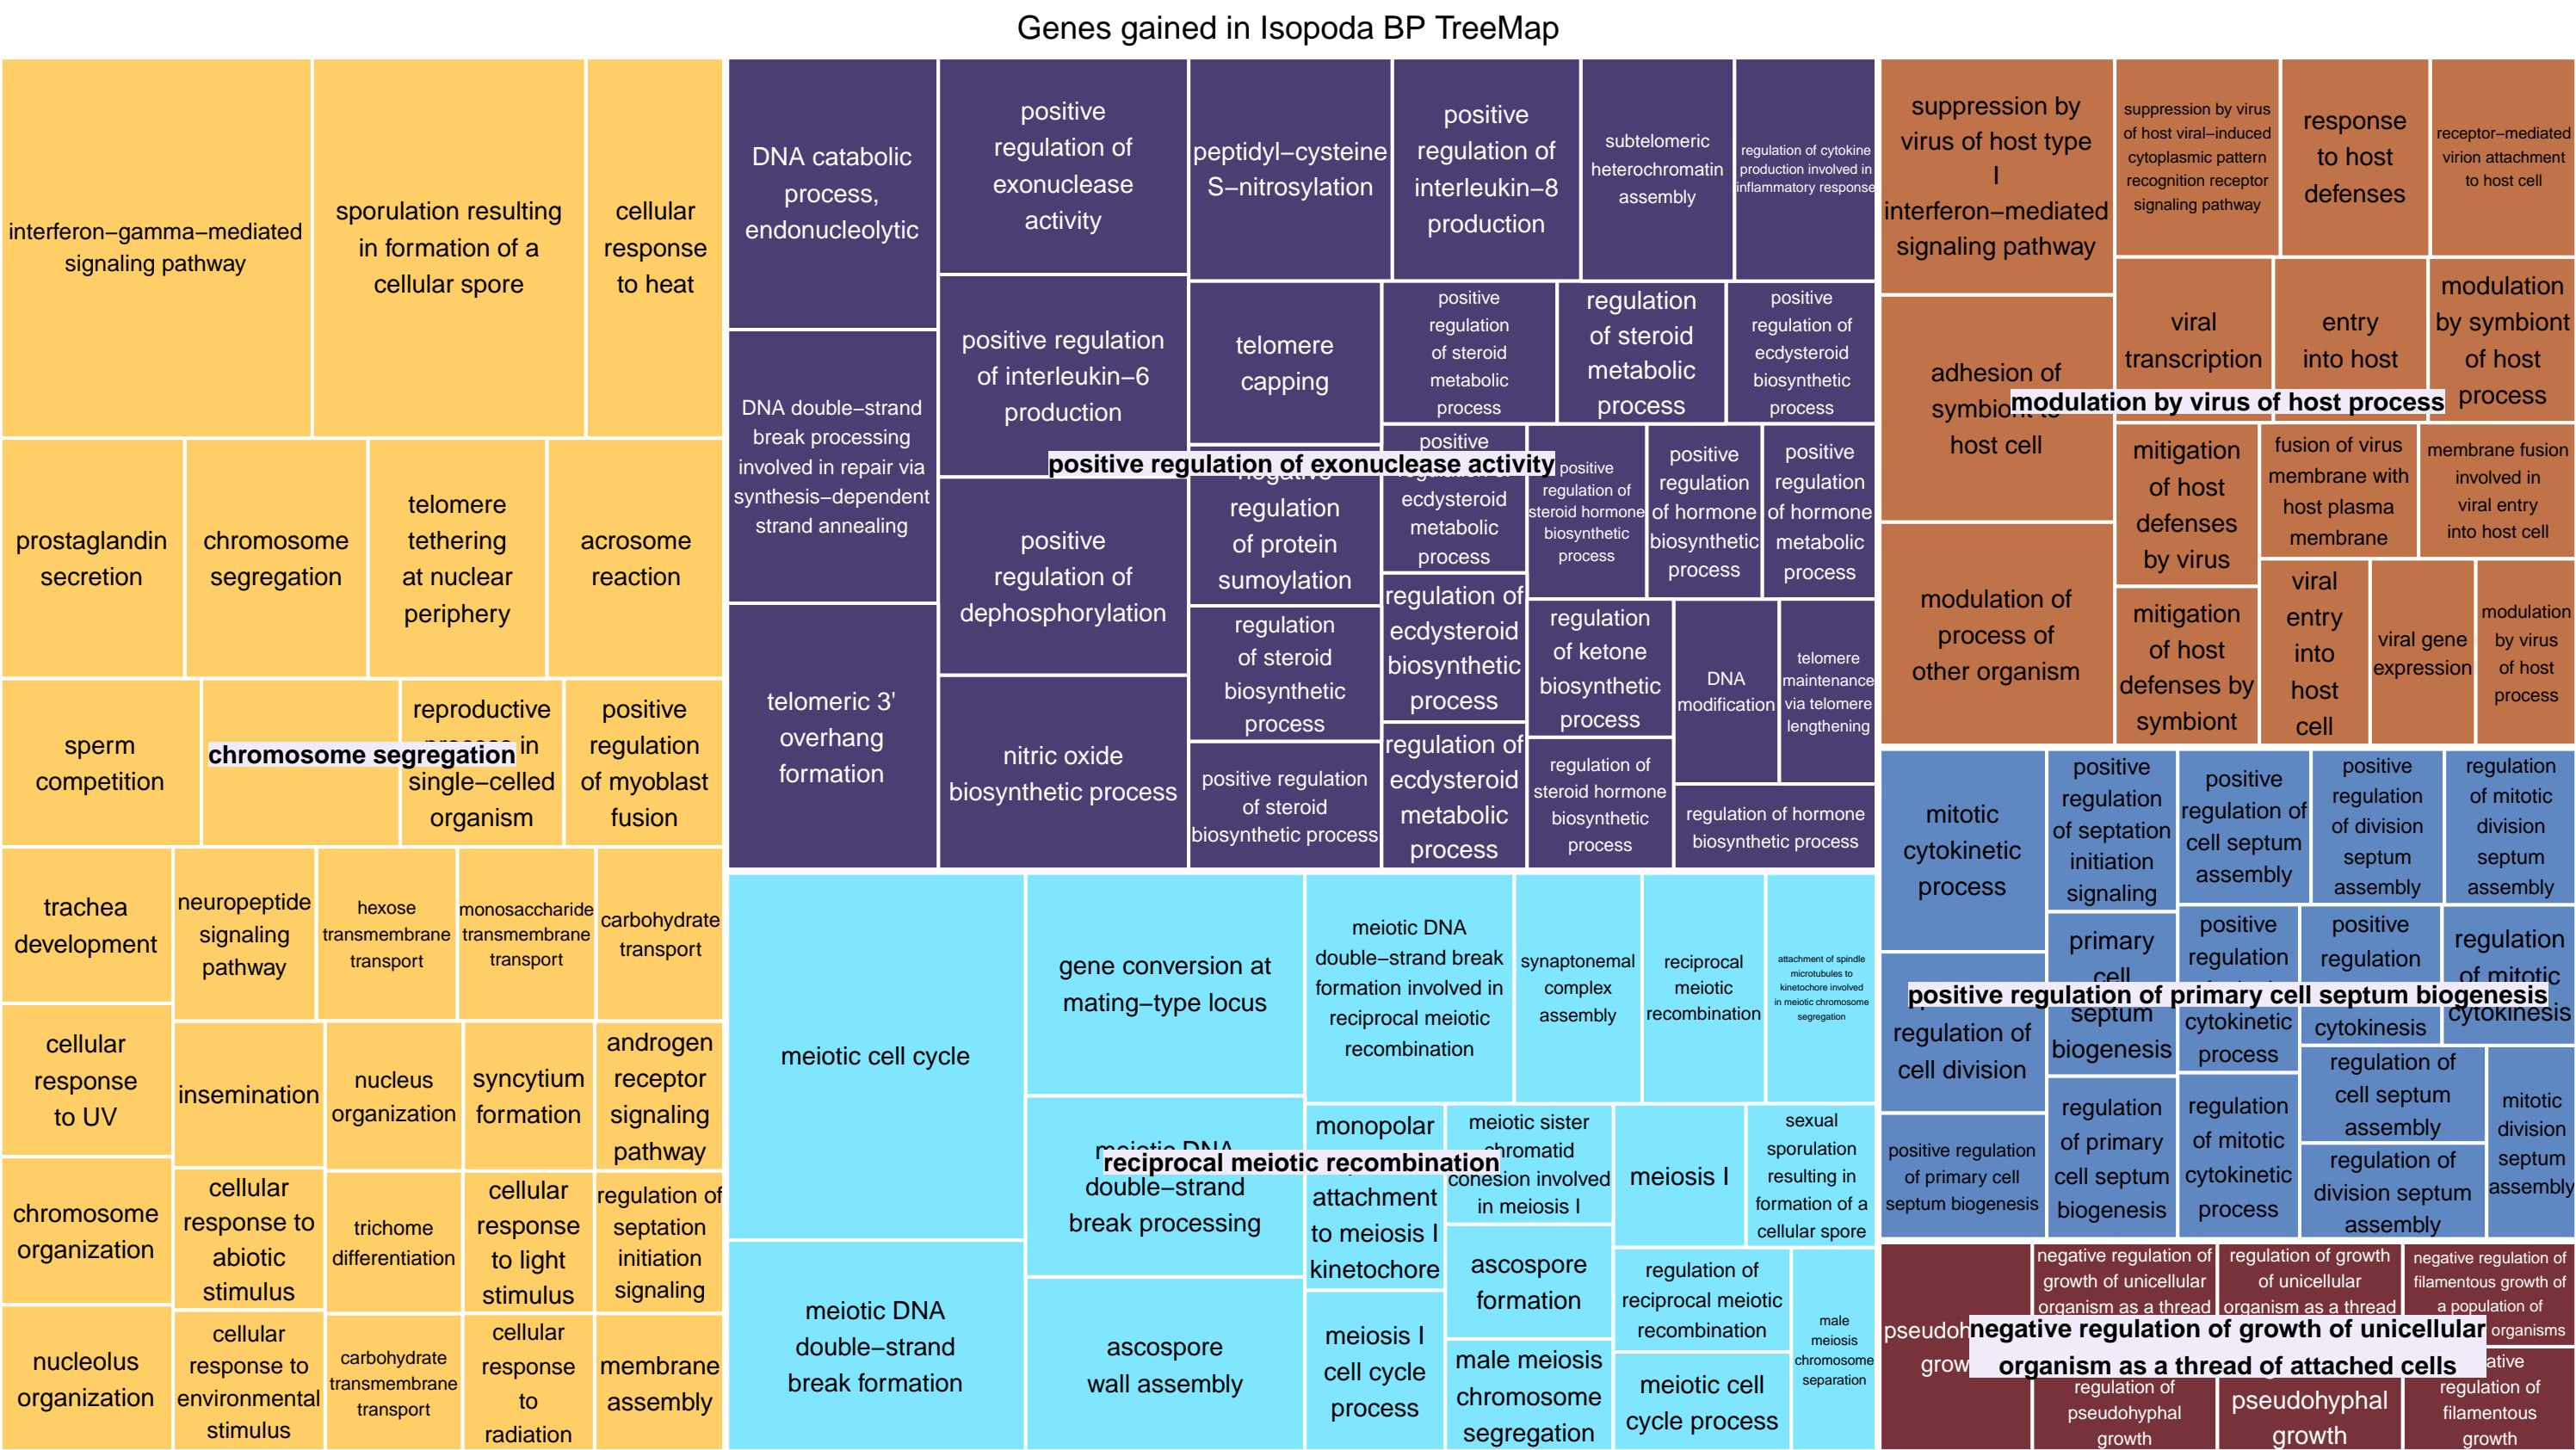 Genes gained in Isopoda BP TreeMap
interferon−gamma−mediated
signaling pathway
sporulation resulting
in formation of a
cellular spore
cellular
response
to heat
prostaglandin
secretion
chromosome
segregation
telomere
tethering
at nuclear
periphery
acrosome
reaction
sperm
competition
chromosome segregation
reproductive
in
single−celled
organism
positive
regulation
of myoblast
fusion
trachea
development
neuropeptide
signaling
pathway
hexose
transmembrane
transport
monosaccharide
transmembrane
transport
carbohydrate
transport
cellular
response
to UV
insemination
nucleus
organization
syncytium
formation
androgen
receptor
signaling
pathway
chromosome
organization
cellular
response to
abiotic
stimulus
trichome
differentiation
cellular
response
to light
stimulus
regulation of
septation
initiation
signaling
nucleolus
organization
cellular
response to
environmental
stimulus
carbohydrate
transmembrane
transport
cellular
response
to
radiation
membrane
assembly
DNA catabolic
process,
endonucleolytic
positive
regulation of
exonuclease
activity
peptidyl−cysteine
S−nitrosylation
positive
regulation of
interleukin−8
production
subtelomeric
heterochromatin
assembly
regulation of cytokine
production involved in
inflammatory response
DNA double−strand
break processing
involved in repair via
synthesis−dependent
strand annealing
positive regulation
of interleukin−6
production
telomere
capping
positive
regulation
of steroid
metabolic
process
regulation
of steroid
metabolic
process
positive
regulation of
ecdysteroid
biosynthetic
process
positive regulation of exonuclease activity
telomeric 3'
overhang
formation
positive
regulation of
dephosphorylation
negative
regulation
of protein
sumoylation
positive
regulation of
ecdysteroid
metabolic
process
positive
regulation of
steroid hormone
biosynthetic
process
positive
regulation
of hormone
biosynthetic
process
positive
regulation
of hormone
metabolic
process
nitric oxide
biosynthetic process
regulation
of steroid
biosynthetic
process
regulation of
ecdysteroid
biosynthetic
process
regulation
of ketone
biosynthetic
process
DNA
modification
telomere
maintenance
via telomere
lengthening
positive regulation
of steroid
biosynthetic process
regulation of
ecdysteroid
metabolic
process
regulation of
steroid hormone
biosynthetic
process
regulation of hormone
biosynthetic process
meiotic cell cycle
gene conversion at
mating−type locus
meiotic DNA
double−strand break
formation involved in
reciprocal meiotic
recombination
synaptonemal
complex
assembly
reciprocal
meiotic
recombination
attachment of spindle
microtubules to
kinetochore involved
in meiotic chromosome
segregation
reciprocal meiotic recombination
meiotic DNA
double−strand
break processing
monopolar
attachment
to meiosis I
kinetochore
meiotic sister
chromatid
cohesion involved
in meiosis I
meiosis I
sexual
sporulation
resulting in
formation of a
cellular spore
meiotic DNA
double−strand
break formation
ascospore
wall assembly
meiosis I
cell cycle
process
ascospore
formation
regulation of
reciprocal meiotic
recombination
male
meiosis
chromosome
separation
male meiosis
chromosome
segregation
meiotic cell
cycle process
suppression by
virus of host type
I
interferon−mediated
signaling pathway
suppression by virus
of host viral−induced
cytoplasmic pattern
recognition receptor
signaling pathway
response
to host
defenses
receptor−mediated
virion attachment
to host cell
adhesion of
symbiont to
host cell
viral
transcription
entry
into host
modulation
by symbiont
of host
process
modulation by virus of host process
modulation of
process of
other organism
mitigation
of host
defenses
by virus
fusion of virus
membrane with
host plasma
membrane
membrane fusion
involved in
viral entry
into host cell
mitigation
of host
defenses by
symbiont
viral
entry
into
host
cell
viral gene
expression
modulation
by virus
of host
process
mitotic
cytokinetic
process
positive
regulation
of septation
initiation
signaling
positive
regulation of
cell septum
assembly
positive
regulation
of division
septum
assembly
regulation
of mitotic
division
septum
assembly
positive regulation of primary cell septum biogenesis
regulation of
cell division
primary
cell
septum
biogenesis
positive
regulation
cytokinetic
process
positive
regulation
cytokinesis
regulation
of mitotic
cytokinesis
positive regulation
of primary cell
septum biogenesis
regulation
of primary
cell septum
biogenesis
regulation
of mitotic
cytokinetic
process
regulation of
cell septum
assembly
regulation of
division septum
assembly
mitotic
division
septum
assembly
negative regulation of
growth of unicellular
organism as a thread
regulation of growth
of unicellular
organism as a thread
negative regulation of
filamentous growth of
a population of
organisms
negative regulation of growth of unicellular
organism as a thread of attached cells
regulation of
pseudohyphal
growth
pseudohyphal
growth
regulation of
filamentous
growth